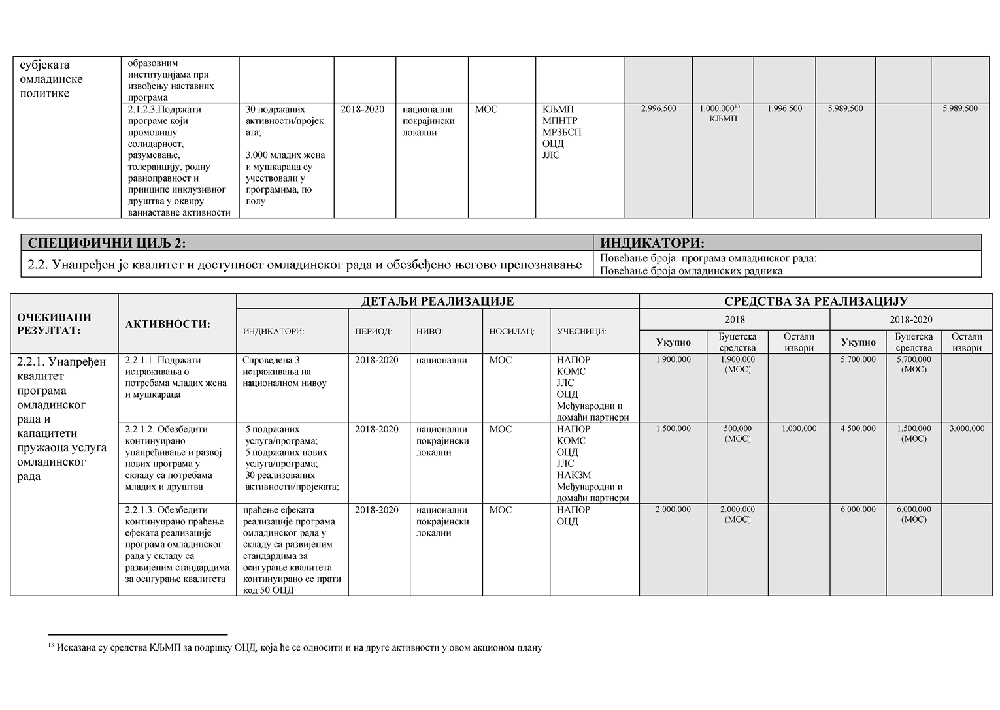 субјеката
омладинске
политике
образовним
институцијама при
извођењу наставних
програма
2.1.2.3.Подржати
програме који
промовишу
солидарност,
разумевање,
толеранцију, родну
равноправност и
принципе инклузивног
друштва у оквиру
ваннаставне активности
30 подржаних
активности/пројек
ата;
3.000 младих жена
и мушкараца су
учествовали у
програмима, по
полу
2018-2020
национални
покрајински
локални
МОС
КЉМП
МПНТР
МРЗБСП
ОЦД
ЈЛС
2.996.500
1.000.000¹³
КЉМП
1.996.500
5.989.500
5.989.500
СПЕЦИФИЧНИ ЦИЉ 2:
ИНДИКАТОРИ:
2.2. Унапређен је квалитет и доступност омладинског рада и обезбеђено његово препознавање
Повећање броја програма омладинског рада;
Повећање броја омладинских радника
ОЧЕКИВАНИ
РЕЗУЛТАТ:
АКТИВНОСТИ:
ДЕТАЉИ РЕАЛИЗАЦИЈЕ
СРЕДСТВА ЗА РЕАЛИЗАЦИЈУ
ИНДИКАТОРИ:
ПЕРИОД:
НИВО:
НОСИЛАЦ:
УЧЕСНИЦИ:
2018
2018-2020
Укупно
Буџетска
средства
Остали
извори
Укупно
Буџетска
средства
Остали
извори
2.2.1. Унапређен
квалитет
програма
омладинског
рада и
капацитети
пружаоца услуга
омладинског
рада
2.2.1.1. Подржати
истраживања о
потребама младих жена
и мушкараца
Спроведена 3
истраживања на
националном нивоу
2018-2020
национални
МОС
НАПОР
КОМС
ЈЛС
ОЦД
Међународни и
домаћи партнери
1.900.000
1.900.000
(МОС)
5.700.000
5.700.000
(МОС)
2.2.1.2. Обезбедити
континуирано
унапређивање и развој
нових програма у
складу са потребама
младих и друштва
5 подржаних
услуга/програма;
5 подржаних нових
услуга/програма;
30 реализованих
активности/пројеката;
2018-2020
национални
покрајински
локални
МОС
НАПОР
КОМС
ОЦД
ЈЛС
НАКЗМ
Међународни и
домаћи партнери
1.500.000
500.000
(МОС)
1.000.000
4.500.000
1.500.000
(МОС)
3.000.000
2.2.1.3. Обезбедити
континуирано праћење
ефеката реализације
програма омладинског
рада у складу са
развијеним стандардима
за осигурање квалитета
праћење ефеката
реализације програма
омладинског рада у
складу са развијеним
стандардима за
осигурање квалитета
континуирано се прати
код 50 ОЦД
2018-2020
национални
покрајински
локални
МОС
НАПОР
ОЦД
2.000.000
2.000.000
(МОС)
6.000.000
6.000.000
(МОС)
¹³ Исказана су средства КЉМП за подршку ОЦД, која ће се односити и на друге активности у овом акционом плану